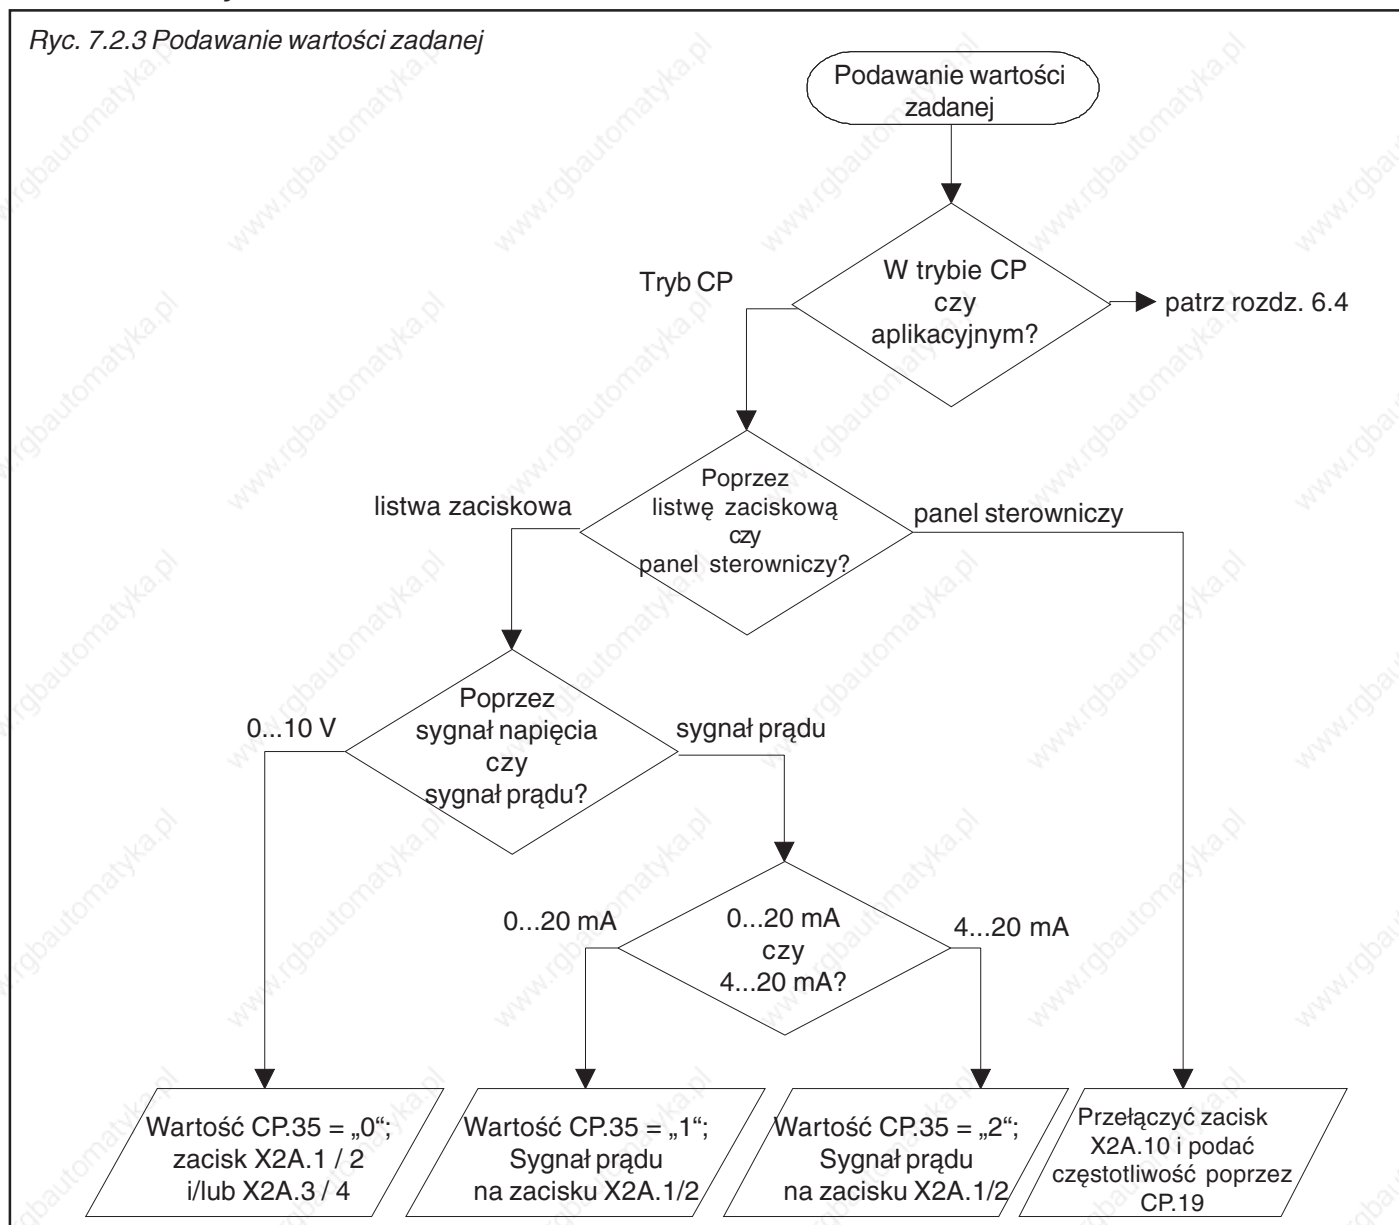 Ryc. 7.2.3 Podawanie wartości zadanej
Podawanie wartości
zadanej
W trybie CP
czy
aplikacyjnym?
Tryb CP
patrz rozdz. 6.4
Poprzez
listwę zaciskową
czy
panel sterowniczy?
listwa zaciskowa
panel sterowniczy
Poprzez
sygnał napięcia
czy
sygnał prądu?
0...10 V
sygnał prądu
0...20 mA
0...20 mA
czy
4...20 mA?
4...20 mA
Wartość CP.35 = „0“;
zacisk X2A.1 / 2
i/lub X2A.3 / 4
Wartość CP.35 = „1“;
Sygnał prądu
na zacisku X2A.1/2
Wartość CP.35 = „2“;
Sygnał prądu
na zacisku X2A.1/2
Przełączyć zacisk
X2A.10 i podać
częstotliwość poprzez
CP.19
www.rgbautomatyka.pl